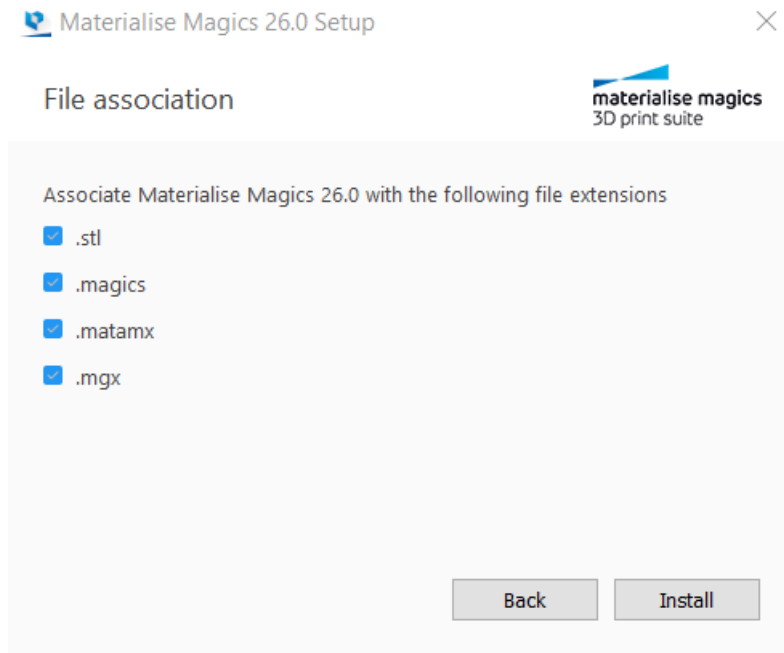 Materialise Magics 26.0 Setup
File association
materialise magics
3D print suite
Associate Materialise Magics 26.0 with the following file extensions
.stl
.magics
.matamx
.mgx
Back
Install